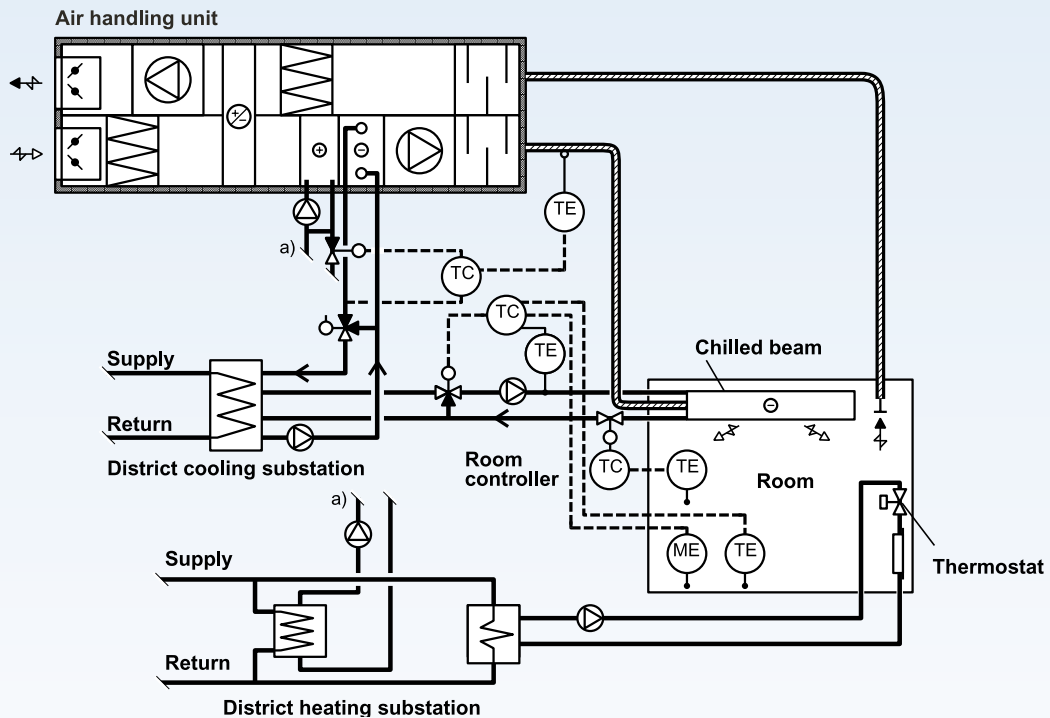 Air handling unit
+/-
+
−
TE
a)
TC
TC
TE
Chilled beam
Supply
−
Return
District cooling substation
Room
controller
TC
TE
Room
a)
ME
TE
Thermostat
Supply
Return
District heating substation